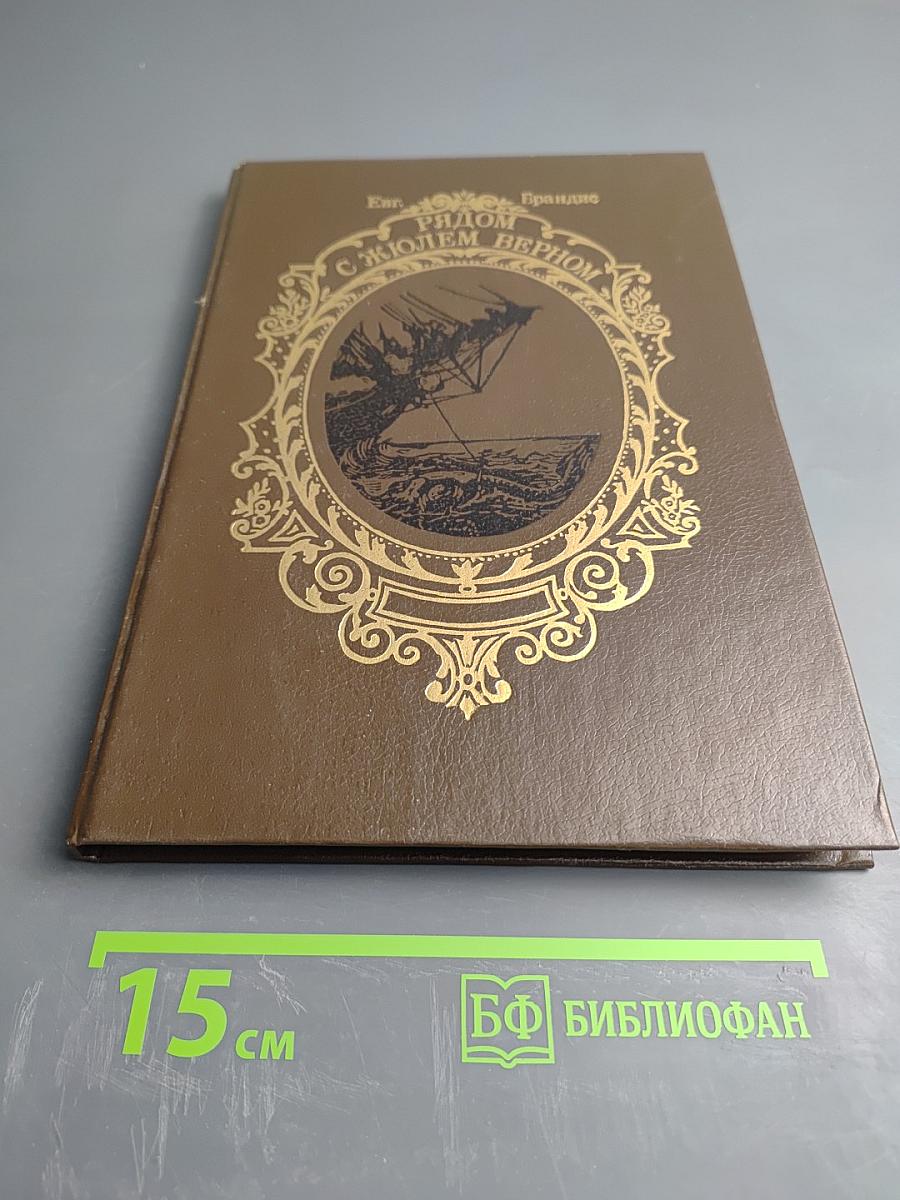 Евг. Брандис
РЯДОМ
С ЖЮЛЕМ ВЕРНОМ
15 см
БФ БИБЛИОФАН